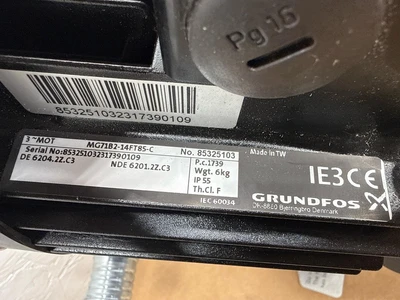 Pg 16
853251032317390109
3 ~MOT MG71B2-14FT85-C No. 85325103
Serial No:853251032317390109 P.c.1739
DE 6204.2Z.C3 NDE 6201.2Z.C3 Wgt. 6kg
IP 55
Th.Cl. F
IEC 60034
Made in TW
IE3 CE
GRUNDFOS
DK-8850 Bjerringbro Denmark